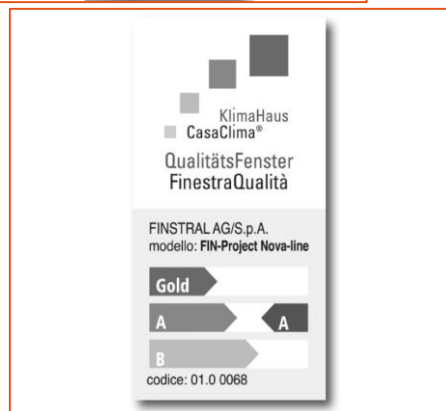 KlimaHaus
CasaClima®
QualitätsFenster
FinestraQualità
FINSTRAL AG/S.p.A.
modello: FIN-Project Nova-line
Gold
A A
B
codice: 01.0 0068